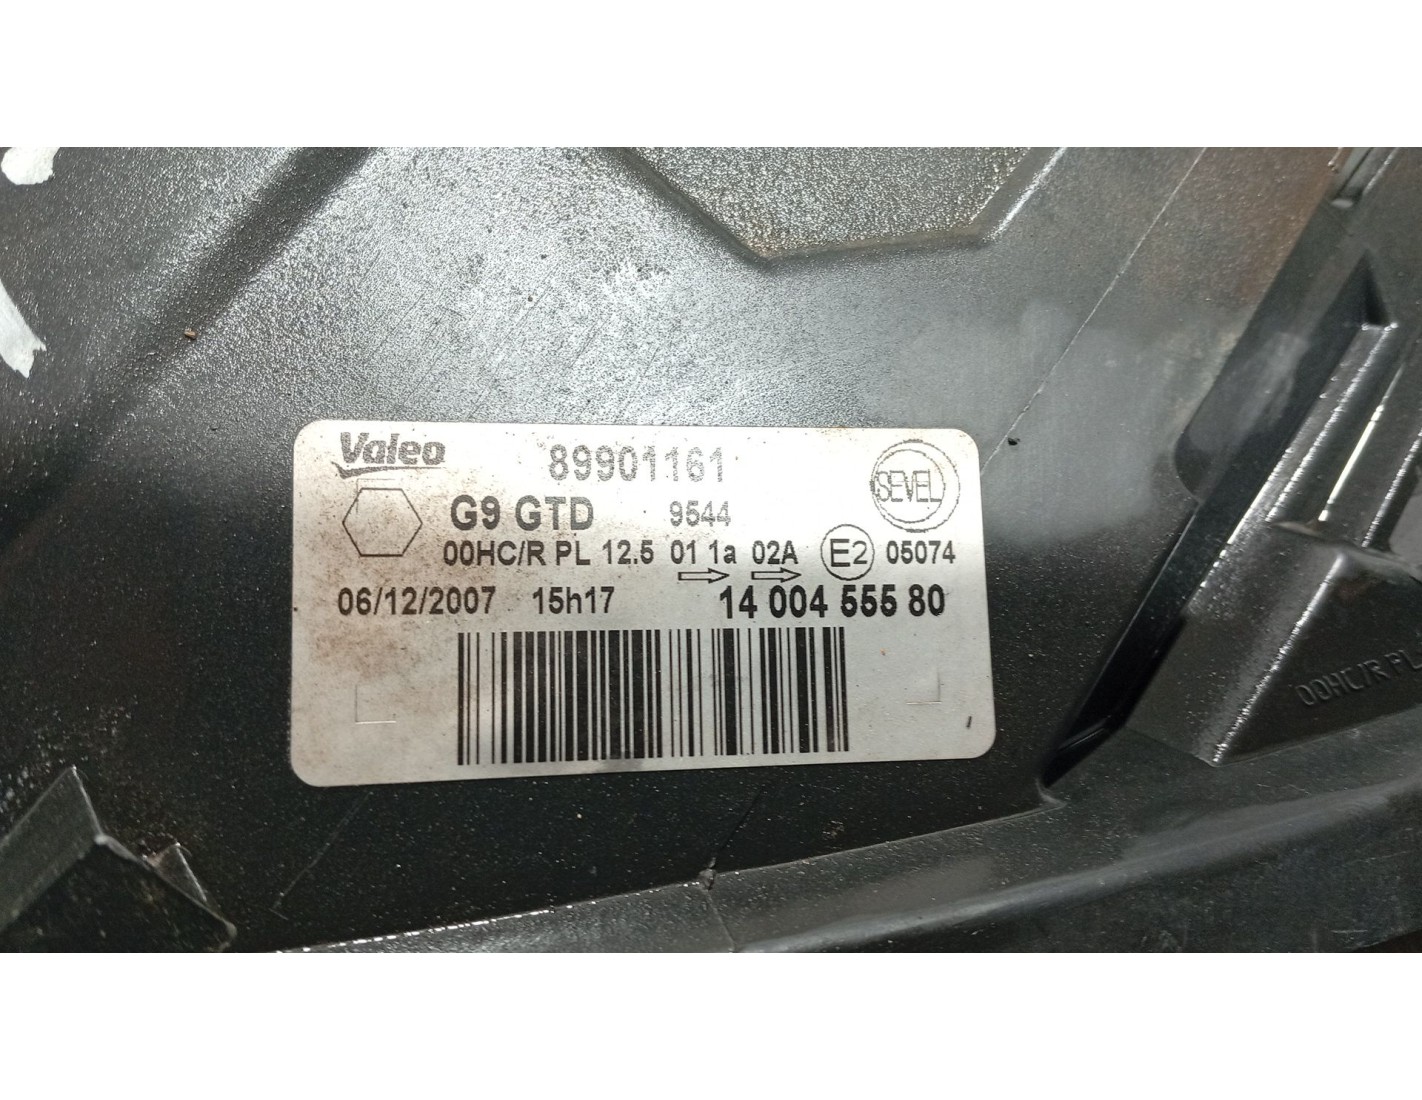 Valeo 89901161 SEVEL
G9 GTD 9544
00HC/R PL 12.5 01 1a 02A E2 05074
06/12/2007 15h17 14 004 555 80
00HC/R PL